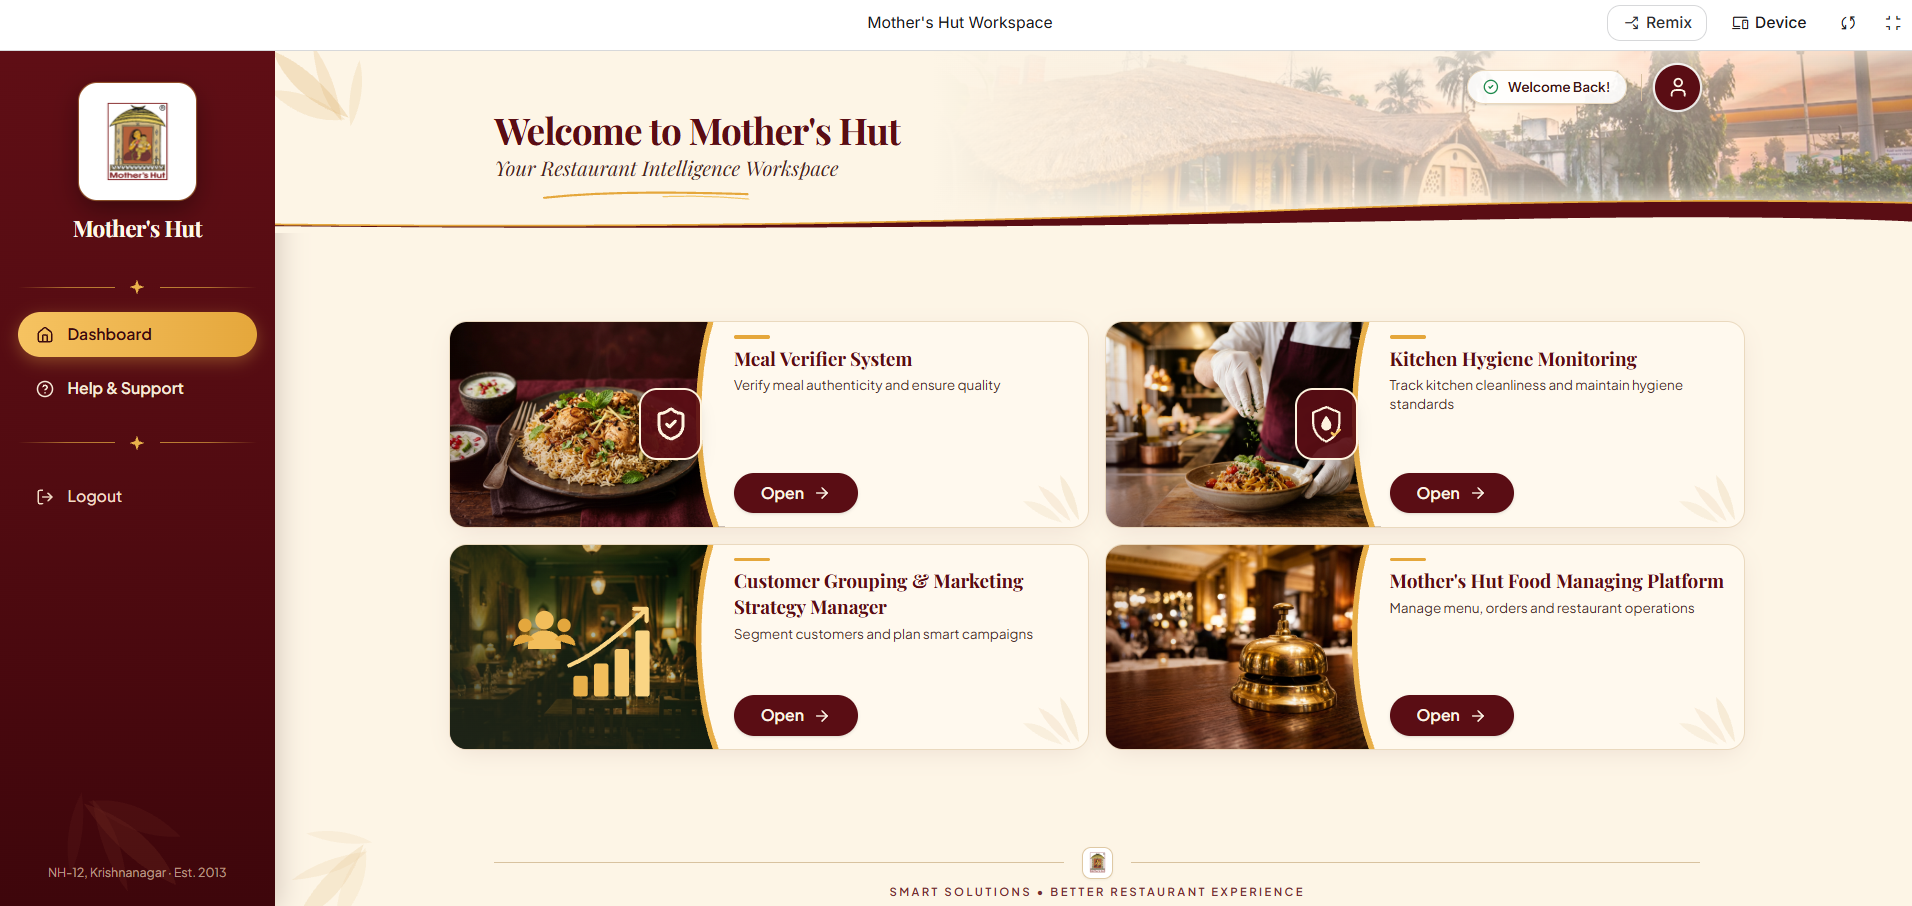 Mother's Hut Workspace
Remix
Device
Mother's Hut
Mother's Hut
Dashboard
Help & Support
Logout
NH-12, Krishnanagar · Est. 2013
Welcome to Mother's Hut
Your Restaurant Intelligence Workspace
Welcome Back!
Meal Verifier System
Verify meal authenticity and ensure quality
Open
Kitchen Hygiene Monitoring
Track kitchen cleanliness and maintain hygiene
standards
Open
Customer Grouping & Marketing
Strategy Manager
Segment customers and plan smart campaigns
Open
Mother's Hut Food Managing Platform
Manage menu, orders and restaurant operations
Open
SMART SOLUTIONS • BETTER RESTAURANT EXPERIENCE